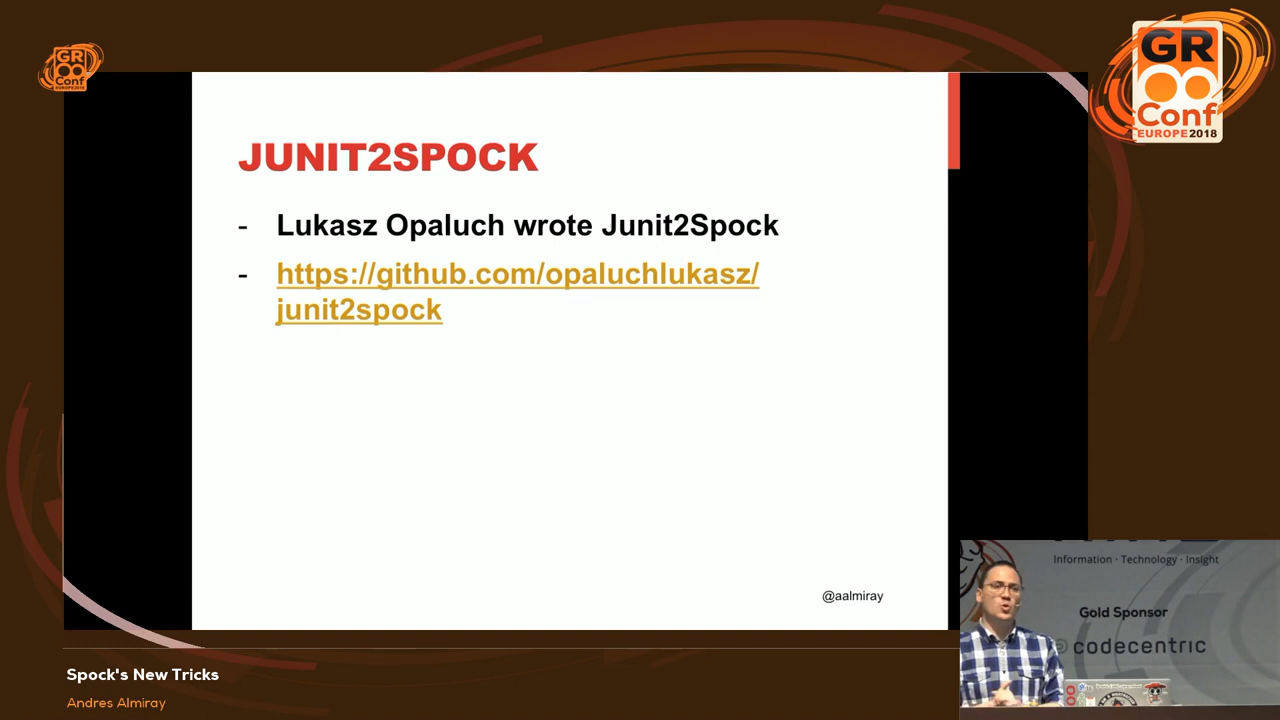 GR
Conf
EUROPE 2018
GR
Conf
EUROPE 2018
JUNIT2SPOCK
- Lukasz Opaluch wrote Junit2Spock
- https://github.com/opaluchlukasz/
junit2spock
@aalmiray
Information · Technology · Insight
Gold Sponsor
codecentric
Spock's New Tricks
Andres Almiray